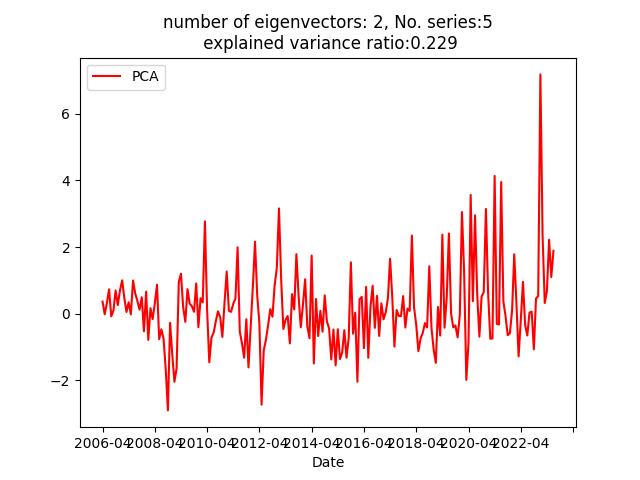 number of eigenvectors: 2, No. series:5
explained variance ratio:0.229
PCA
6
4
2
0
−2
2006-04 2008-04 2010-04 2012-04 2014-04 2016-04 2018-04 2020-04 2022-04
Date